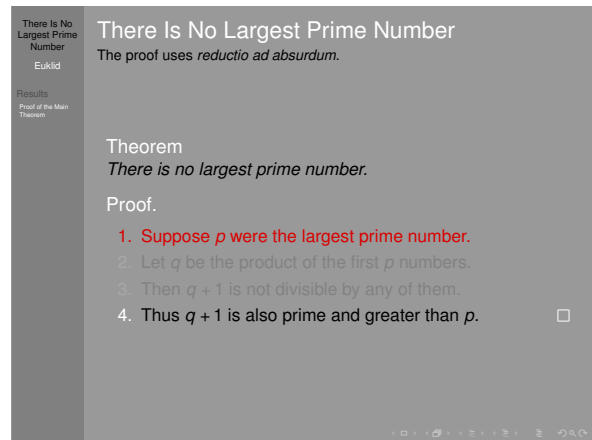 There Is No
Largest Prime
Number
Euklid
Results
Proof of the Main
Theorem
There Is No Largest Prime Number
The proof uses reductio ad absurdum.
Theorem
There is no largest prime number.
Proof.
1. Suppose p were the largest prime number.
2. Let q be the product of the first p numbers.
3. Then q + 1 is not divisible by any of them.
4. Thus q + 1 is also prime and greater than p.